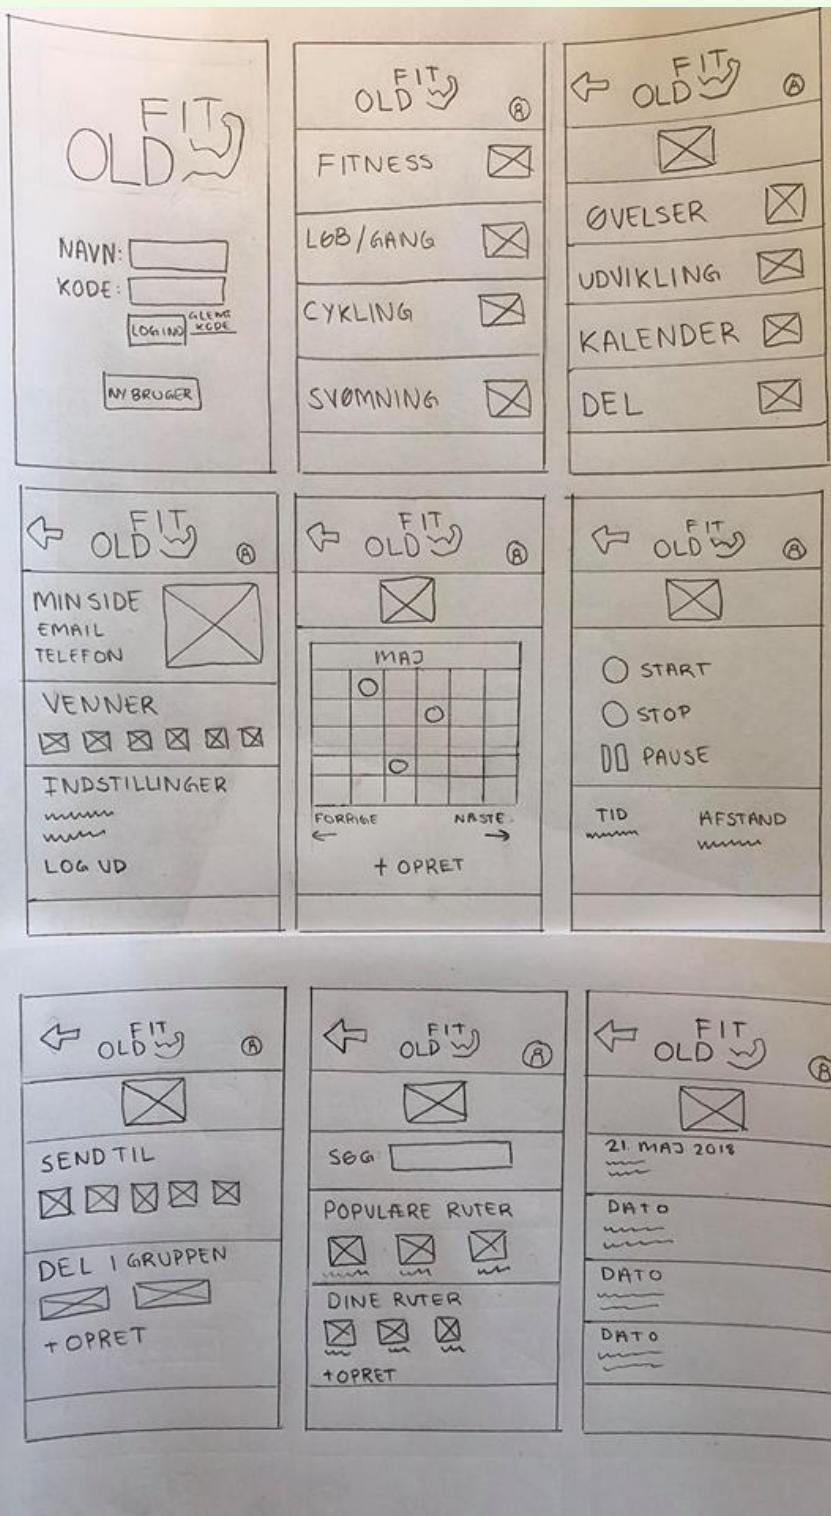 FIT
OLD
NAVN:
KODE:
LOG IND
GLEMT
KODE
NY BRUGER
FIT
OLD
FITNESS
LØB/GANG
CYKLING
SVØMNING
FIT
OLD
ØVELSER
UDVIKLING
KALENDER
DEL
FIT
OLD
MIN SIDE
EMAIL
TELEFON
VENNER
INDSTILLINGER
LOG UD
FIT
OLD
MAJ
FORRIGE NÆSTE
+ OPRET
FIT
OLD
START
STOP
PAUSE
TID AFSTAND
FIT
OLD
SEND TIL
DEL I GRUPPEN
+ OPRET
FIT
OLD
SØG
POPULÆRE RUTER
DINE RUTER
+OPRET
FIT
OLD
21. MAJ 2018
DATO
DATO
DATO